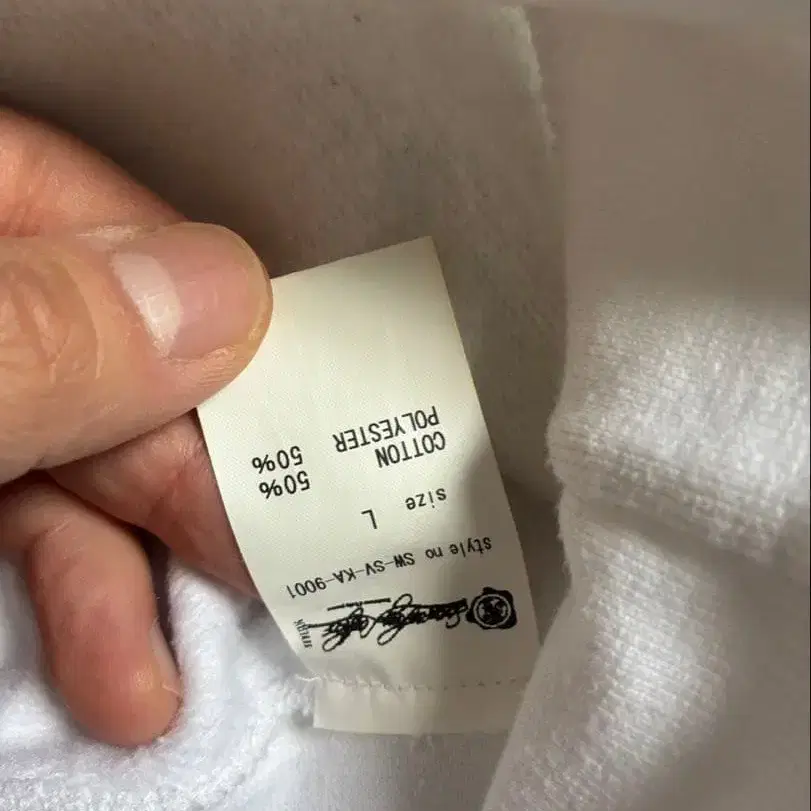 style no SW-SV-KA-9001
size L
COTTON 50%
POLYESTER 50%